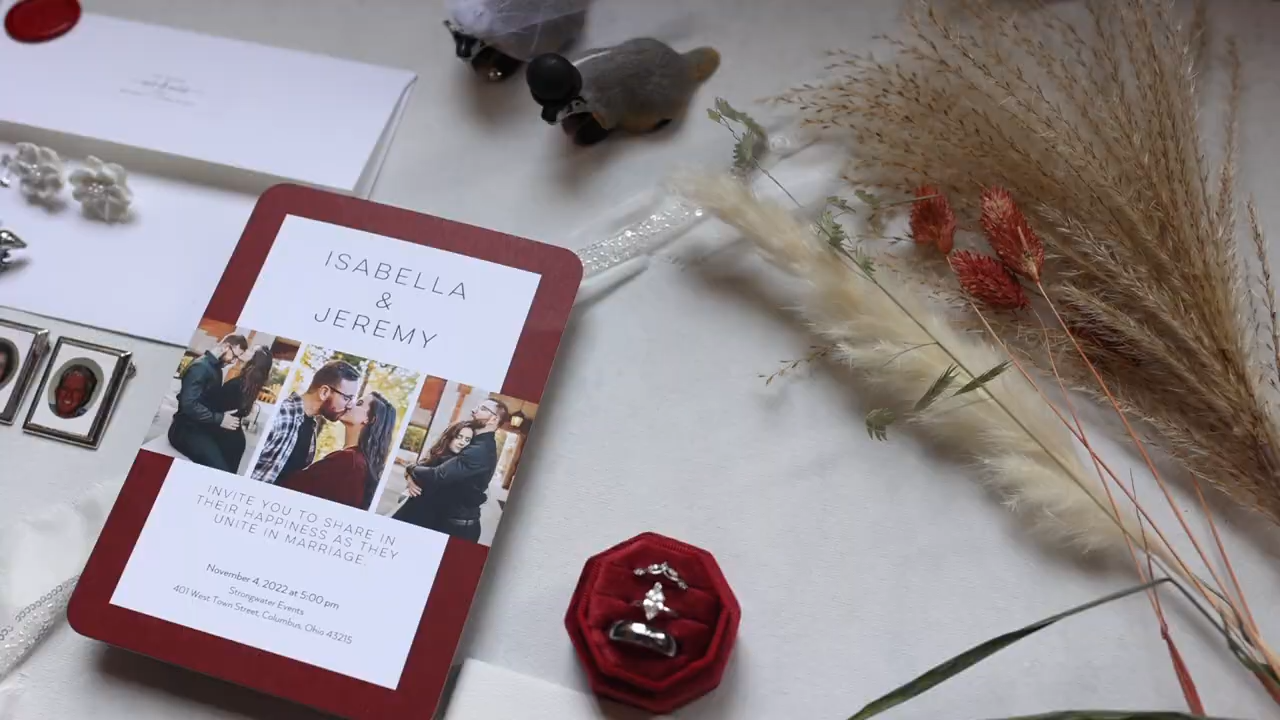 ISABELLA
&
JEREMY
INVITE YOU TO SHARE IN
THEIR HAPPINESS AS THEY
UNITE IN MARRIAGE.
November 4, 2022 at 5:00 pm
Strongwater Events
401 West Town Street, Columbus, Ohio 43215